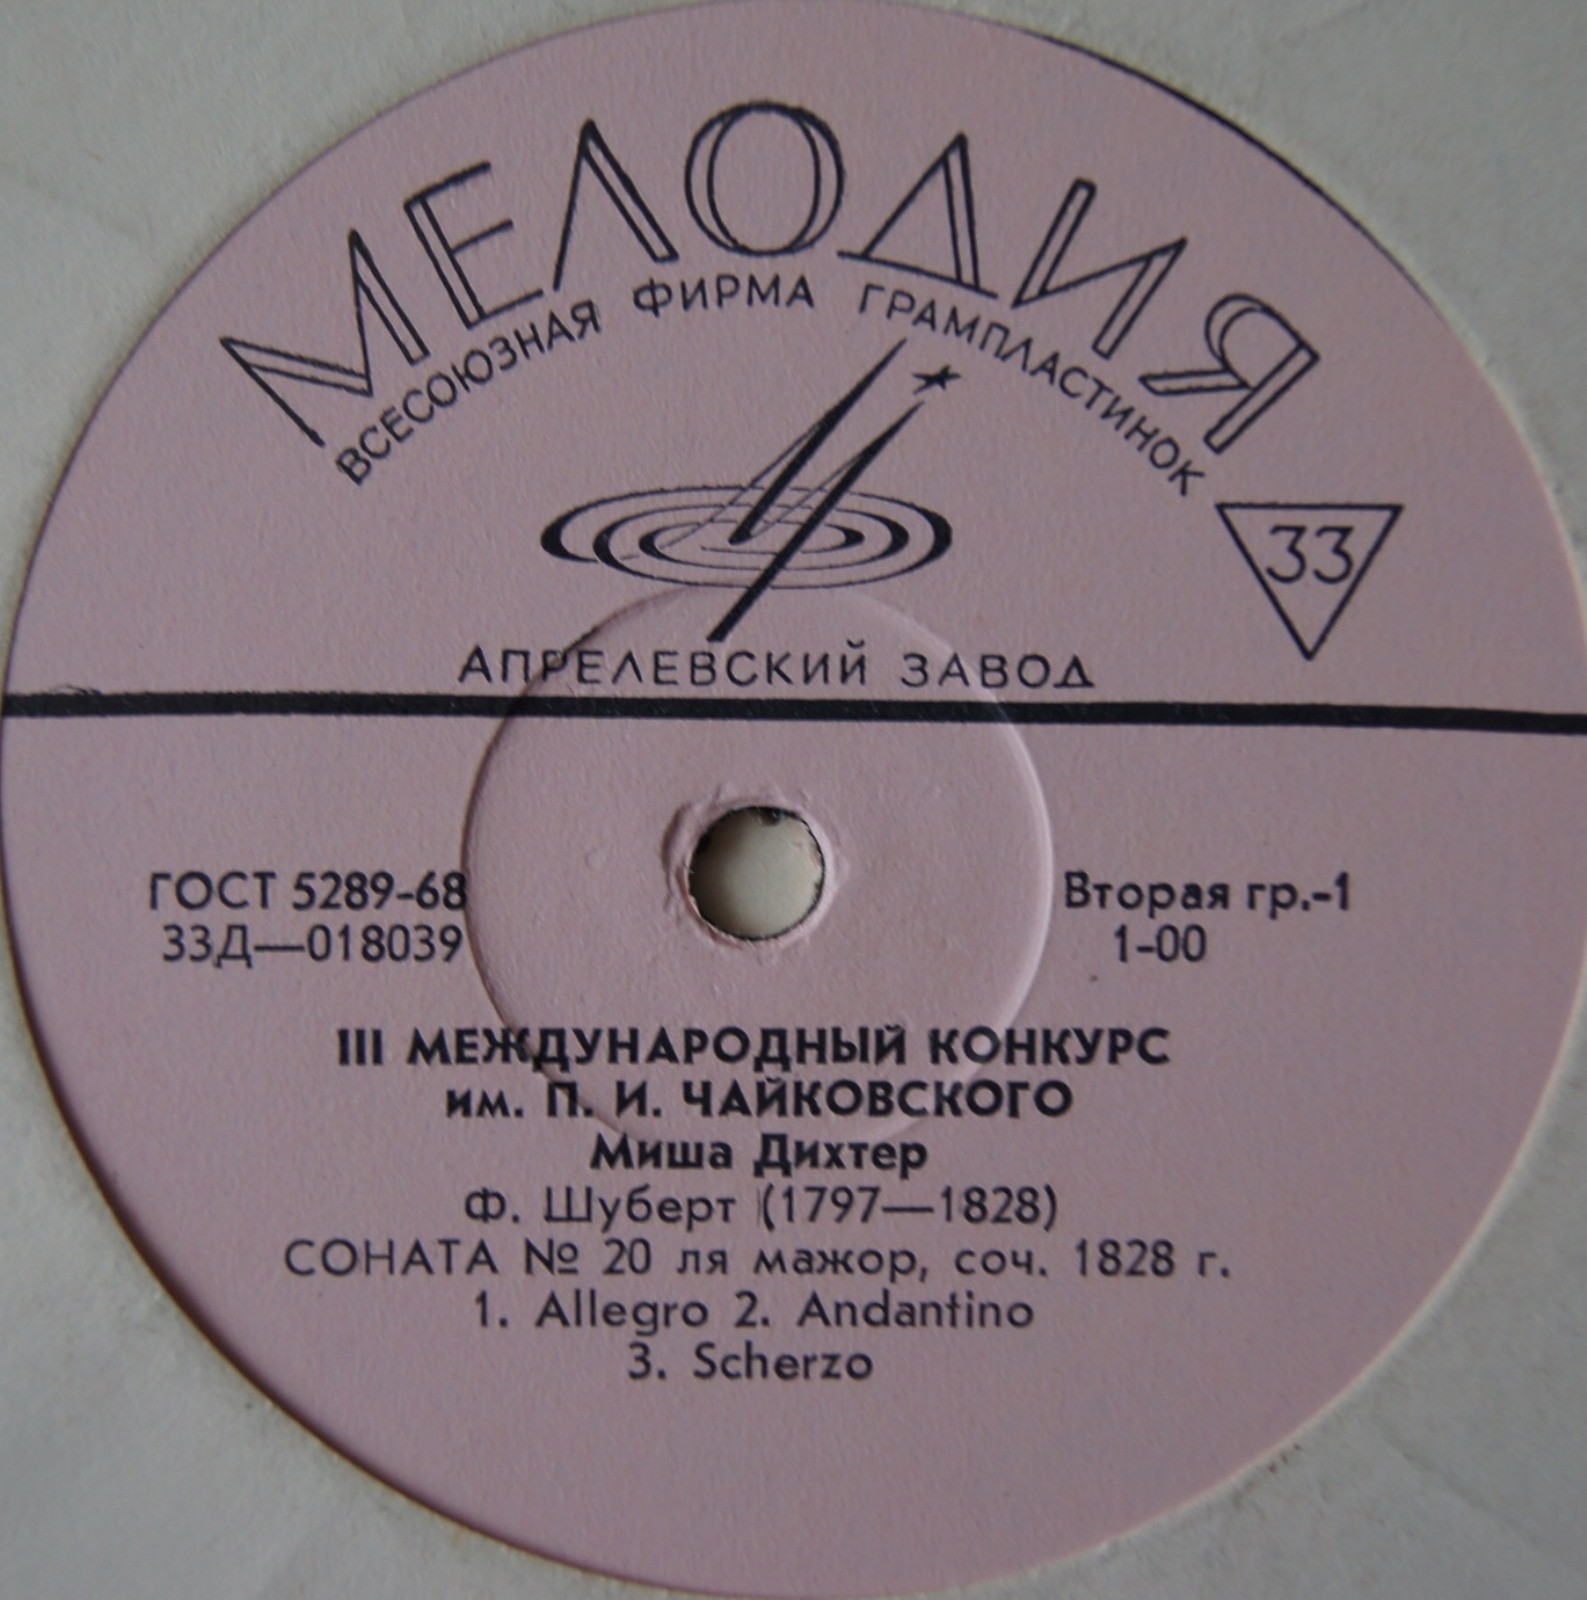 МЕЛОДИЯ
ВСЕСОЮЗНАЯ ФИРМА ГРАМПЛАСТИНОК
33
АПРЕЛЕВСКИЙ ЗАВОД
ГОСТ 5289-68
33Д—018039
Вторая гр.-1
1-00
III МЕЖДУНАРОДНЫЙ КОНКУРС
им. П. И. ЧАЙКОВСКОГО
Миша Дихтер
Ф. Шуберт (1797—1828)
СОНАТА № 20 ля мажор, соч. 1828 г.
1. Allegro 2. Andantino
3. Scherzo